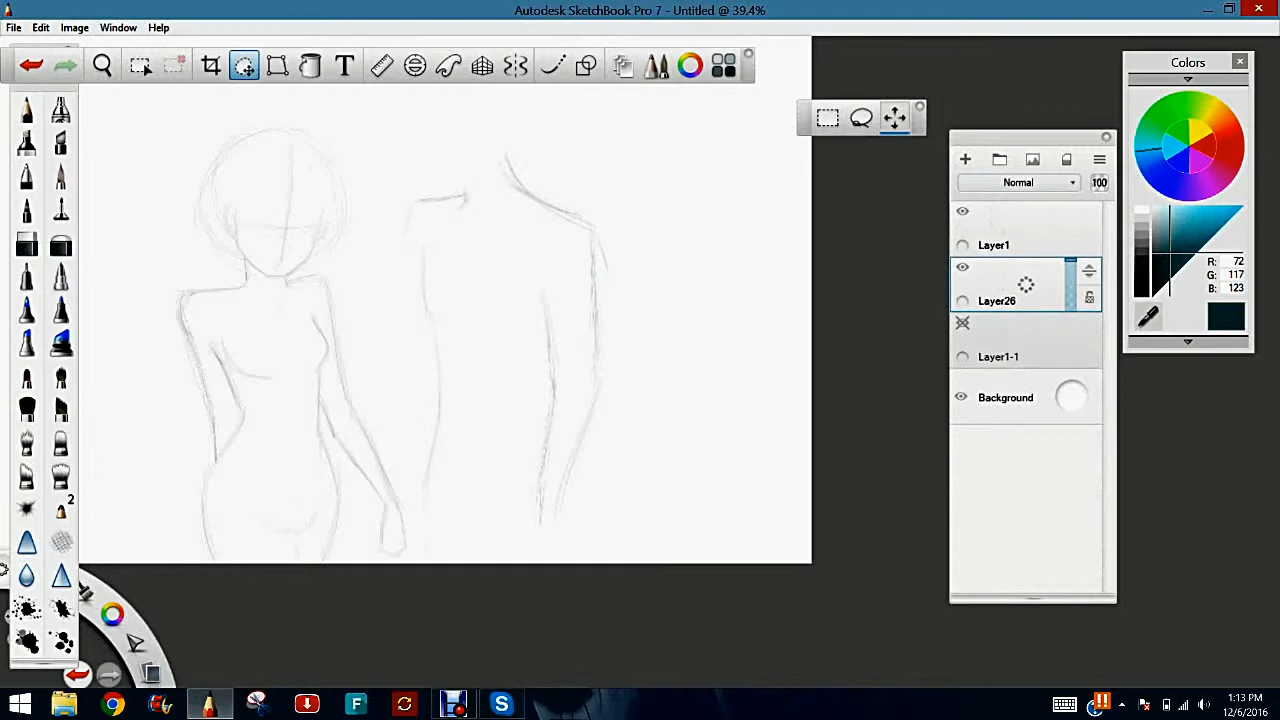 Autodesk SketchBook Pro 7 - Untitled @ 39.4%
File Edit Image Window Help
T
Colors
Normal 100
Layer1
Layer26
Layer1-1
Background
R: 72
G: 117
B: 123
2
F
S
1:13 PM
12/6/2016